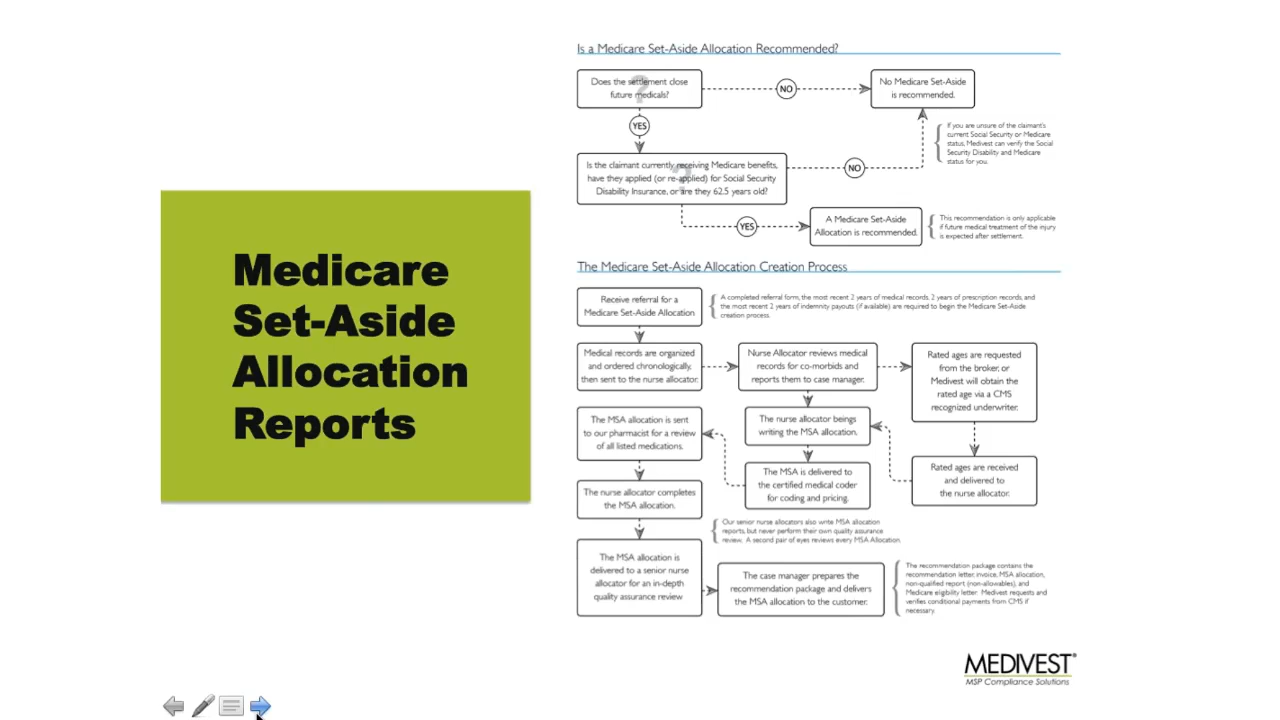 Medicare
Set-Aside
Allocation
Reports
Is a Medicare Set-Aside Allocation Recommended?
Does the settlement close
future medicals?
NO
No Medicare Set-Aside
is recommended.
YES
If you are unsure of the claimant's
current Social Security or Medicare
status, Medivest can verify the Social
Security Disability and Medicare
status for you.
Is the claimant currently receiving Medicare benefits,
have they applied (or re-applied) for Social Security
Disability Insurance, or are they 62.5 years old?
NO
YES
A Medicare Set-Aside
Allocation is recommended.
This recommendation is only applicable
if future medical treatment of the injury
is expected after settlement.
The Medicare Set-Aside Allocation Creation Process
Receive referral for a
Medicare Set-Aside Allocation
A completed referral form, the most recent 2 years of medical records, 2 years of prescription records, and
the most recent 2 years of indemnity payouts (if available) are required to begin the Medicare Set-Aside
creation process.
Medical records are organized
and ordered chronologically,
then sent to the nurse allocator.
Nurse Allocator reviews medical
records for co-morbids and
reports them to case manager.
Rated ages are requested
from the broker, or
Medivest will obtain the
rated age via a CMS
recognized underwriter.
The MSA allocation is sent
to our pharmacist for a review
of all listed medications.
The nurse allocator beings
writing the MSA allocation.
The MSA is delivered to
the certified medical coder
for coding and pricing.
Rated ages are received
and delivered to
the nurse allocator.
The nurse allocator completes
the MSA allocation.
Our senior nurse allocators also write MSA allocation
reports, but never perform their own quality assurance
review. A second pair of eyes reviews every MSA Allocation.
The MSA allocation is
delivered to a senior nurse
allocator for an in-depth
quality assurance review
The case manager prepares the
recommendation package and delivers
the MSA allocation to the customer.
The recommendation package contains the
recommendation letter, invoice, MSA allocation,
non-qualified report (non-allowables), and
Medicare eligibility letter. Medivest requests and
verifies conditional payments from CMS if
necessary.
MEDIVEST®
MSP Compliance Solutions